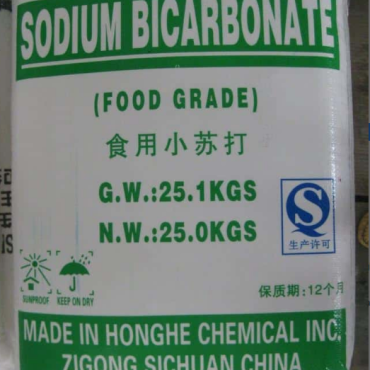 SODIUM BICARBONATE
(FOOD GRADE)
食用小苏打
G.W.:25.1KGS
N.W.:25.0KGS
生产许可
SUNPROOF KEEP ON DRY
保质期:12个月
MADE IN HONGHE CHEMICAL INC.
ZIGONG SICHUAN CHINA